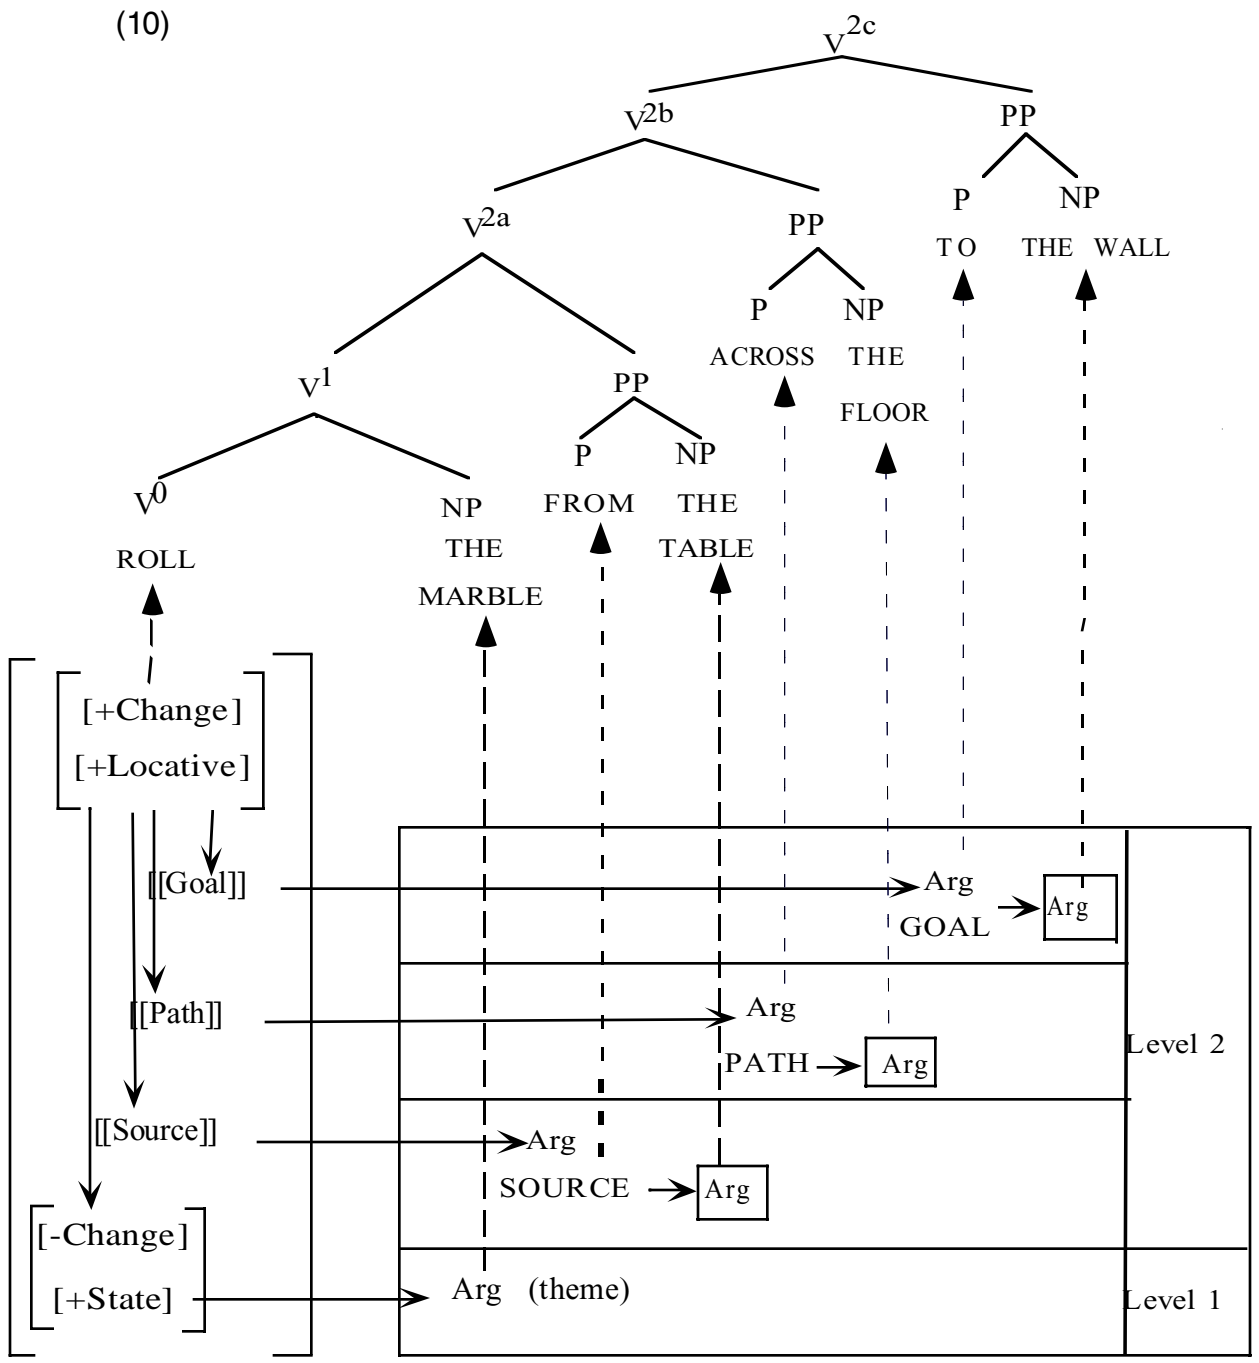 (10)
V2c
V2b PP
P NP
V2a PP TO THE WALL
P NP
ACROSS THE
V1 PP FLOOR
P NP
V0 NP FROM THE
ROLL THE TABLE
MARBLE
[+Change]
[+Locative]
[[Goal]] Arg Arg
GOAL
[[Path]] Arg
PATH Arg Level 2
[[Source]] Arg
SOURCE Arg
[-Change]
[+State] Arg (theme) Level 1